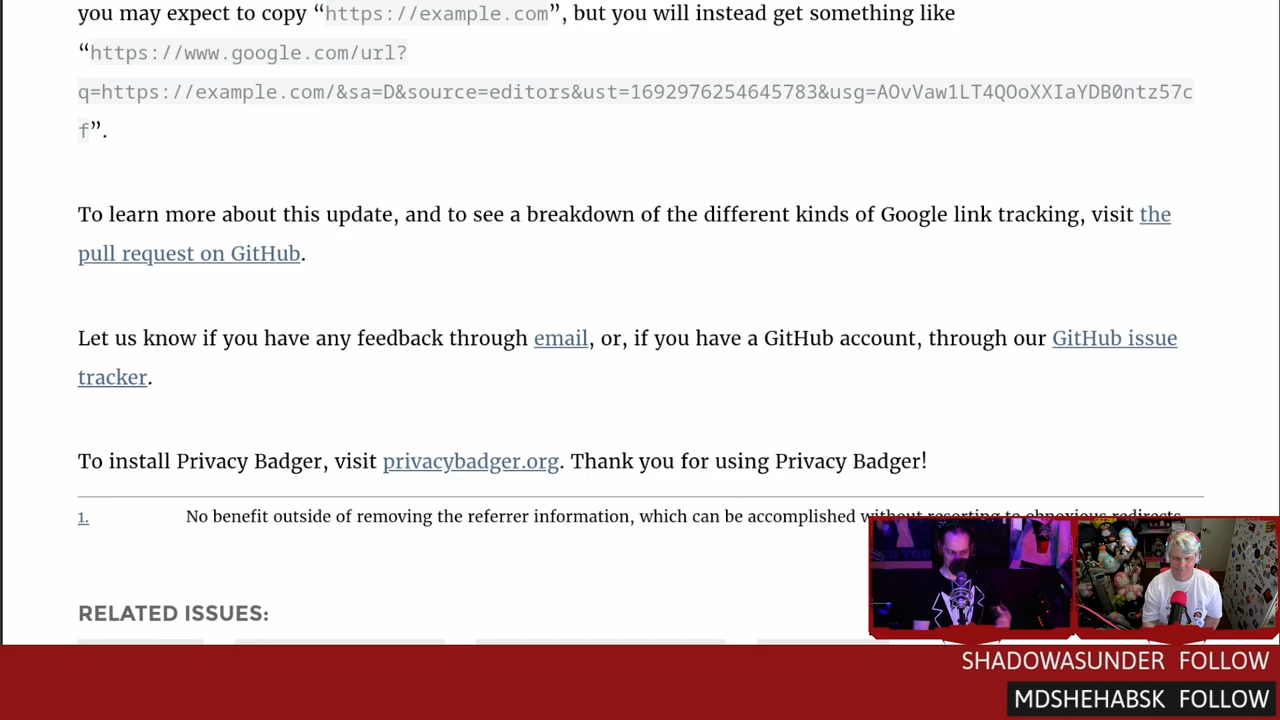 you may expect to copy “https://example.com”, but you will instead get something like
“https://www.google.com/url?
q=https://example.com/&sa=D&source=editors&ust=1692976254645783&usg=AOvVaw1LT4QOoXXIaYDB0ntz57c
f”.
To learn more about this update, and to see a breakdown of the different kinds of Google link tracking, visit the
pull request on GitHub.
Let us know if you have any feedback through email, or, if you have a GitHub account, through our GitHub issue
tracker.
To install Privacy Badger, visit privacybadger.org. Thank you for using Privacy Badger!
1. No benefit outside of removing the referrer information, which can be accomplished without resorting to obnoxious redirects.
RELATED ISSUES:
SHADOWASUNDER FOLLOW
MDSHEHABSK FOLLOW